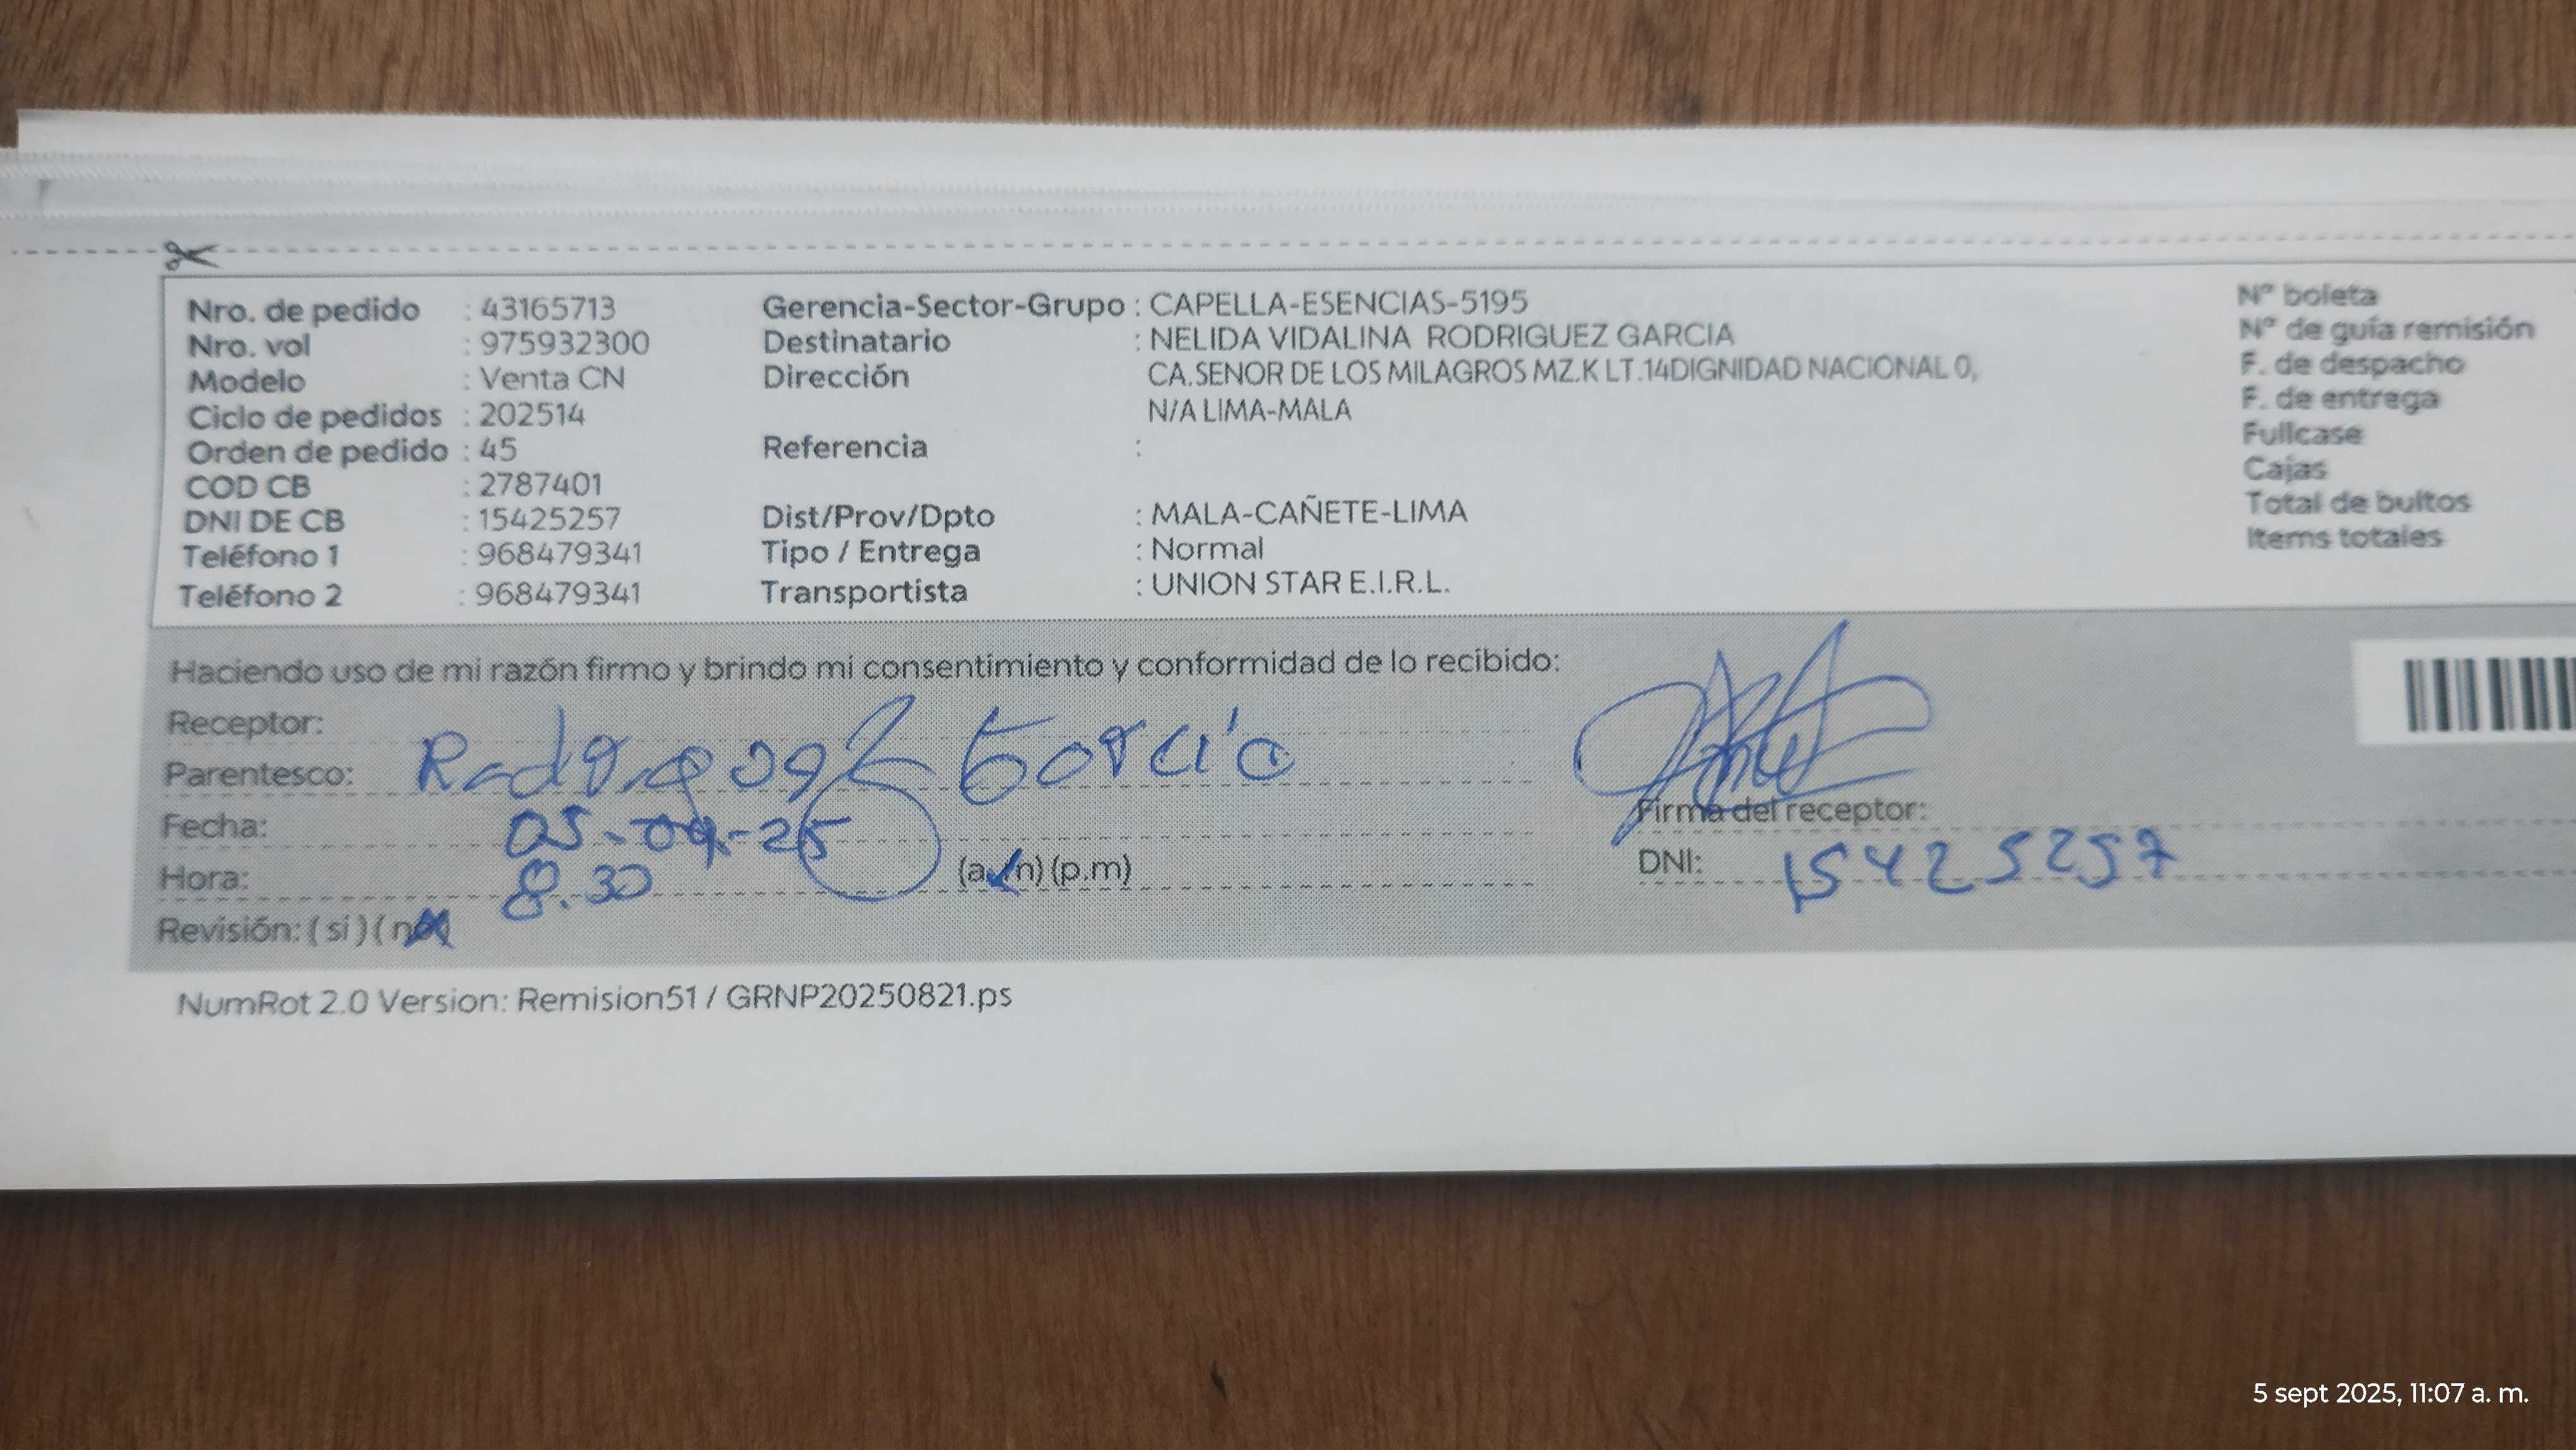 Nro. de pedido : 43165713
Nro. vol : 975932300
Modelo : Venta CN
Ciclo de pedidos : 202514
Orden de pedido : 45
COD CB : 2787401
DNI DE CB : 15425257
Teléfono 1 : 968479341
Teléfono 2 : 968479341
Gerencia-Sector-Grupo : CAPELLA-ESENCIAS-5195
Destinatario : NELIDA VIDALINA RODRIGUEZ GARCIA
Dirección CA.SENOR DE LOS MILAGROS MZ.K LT.14DIGNIDAD NACIONAL 0,
N/A LIMA-MALA
Referencia :
Dist/Prov/Dpto : MALA-CAÑETE-LIMA
Tipo / Entrega : Normal
Transportista : UNION STAR E.I.R.L.
Nº boleta
Nº de guía remisión
F. de despacho
F. de entrega
Fullcase
Cajas
Total de bultos
Items totales
Haciendo uso de mi razón firmo y brindo mi consentimiento y conformidad de lo recibido:
Receptor:
Parentesco: García
Fecha: 05-09-25
Hora: 8.30 (a.m) (p.m)
Revisión: ( si ) ( no )
Firma del receptor:
DNI: 15425257
NumRot 2.0 Version: Remision51 / GRNP20250821.ps
5 sept 2025, 11:07 a. m.